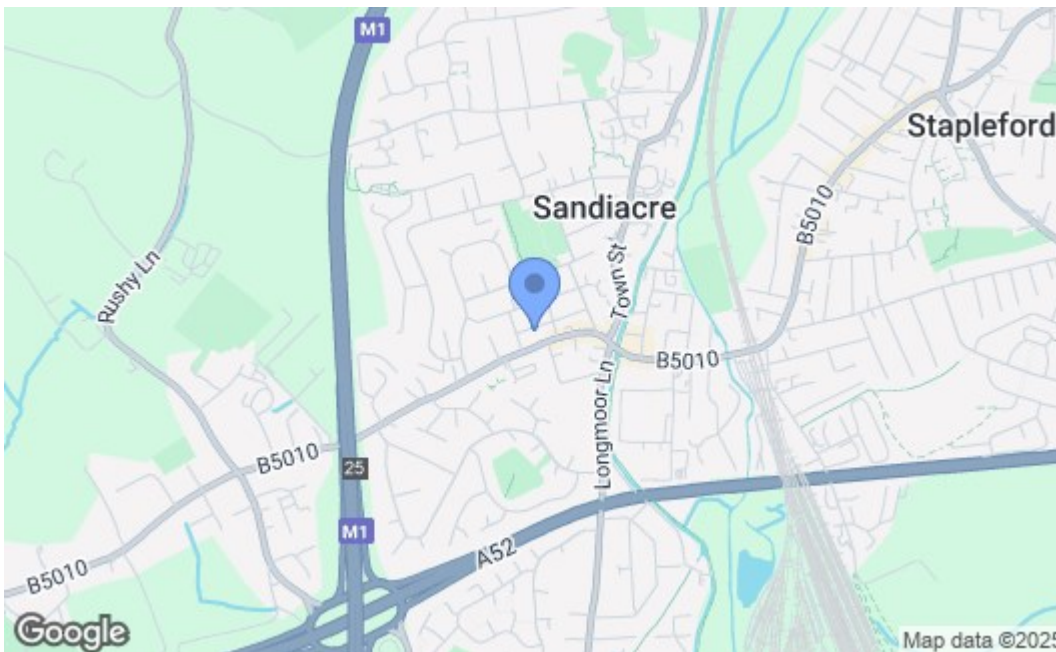 M1
Stapleford
Sandiacre
B5010
Rushy Ln
Town St
B5010
Longmoor Ln
B5010
25
M1
A52
B5010
Google
Map data ©2025